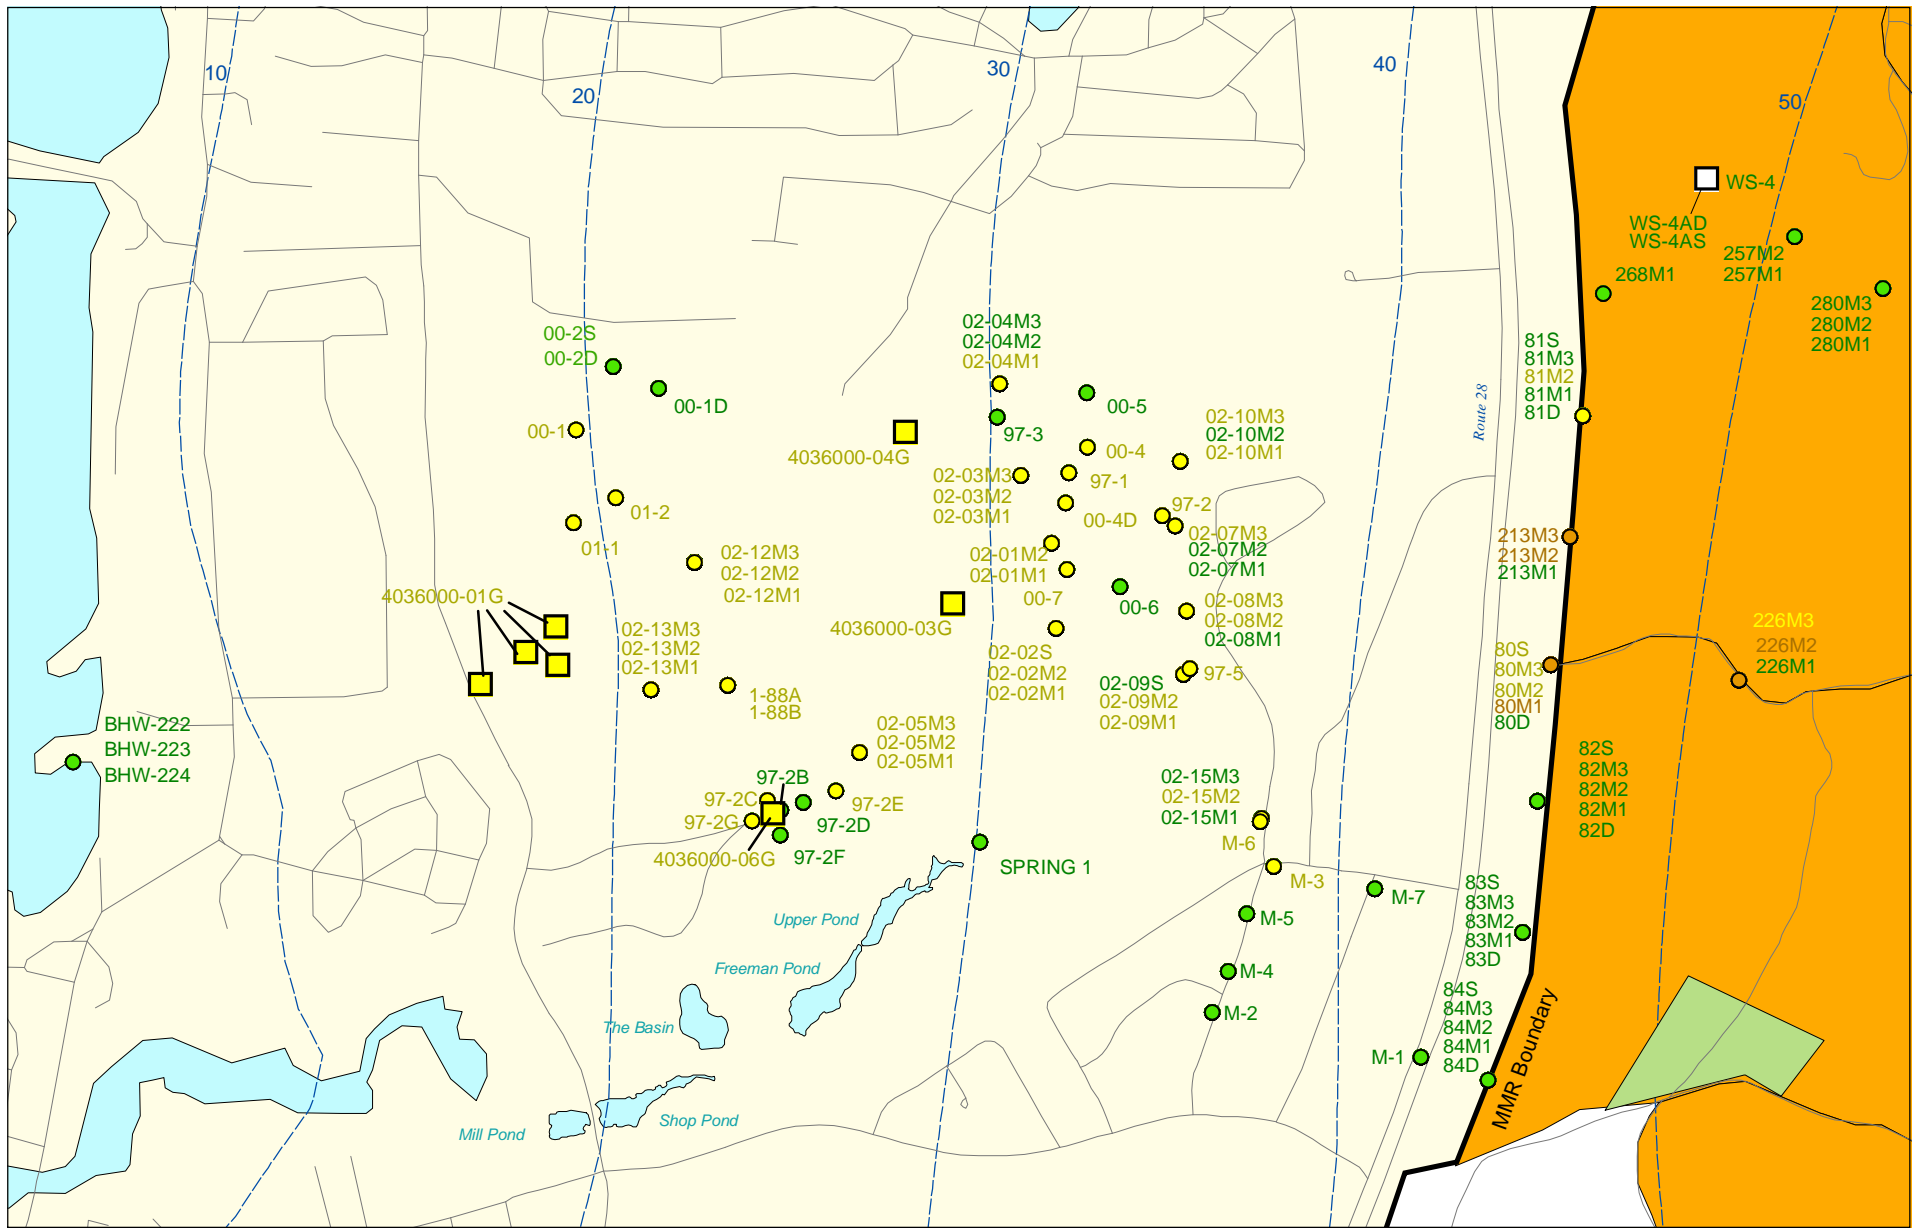 10
20
30
40
50
WS-4
WS-4AD
WS-4AS
257M2
257M1
268M1
280M3
280M2
280M1
00-2S
00-2D
00-1D
00-1
02-04M3
02-04M2
02-04M1
97-3
00-5
4036000-04G
00-4
97-1
02-10M3
02-10M2
02-10M1
Route 28
81S
81M3
81M2
81M1
81D
02-03M3
02-03M2
02-03M1
00-4D
97-2
02-07M3
02-07M2
02-07M1
01-2
01-1
02-12M3
02-12M2
02-12M1
02-01M2
02-01M1
00-7
00-6
213M3
213M2
213M1
4036000-01G
4036000-03G
02-08M3
02-08M2
02-08M1
02-13M3
02-13M2
02-13M1
02-02S
02-02M2
02-02M1
97-5
02-09S
02-09M2
02-09M1
226M3
226M2
226M1
80S
80M3
80M2
80M1
80D
1-88A
1-88B
BHW-222
BHW-223
BHW-224
02-05M3
02-05M2
02-05M1
82S
82M3
82M2
82M1
82D
97-2B
97-2C
97-2E
97-2G
97-2D
4036000-06G
97-2F
02-15M3
02-15M2
02-15M1
M-6
SPRING 1
M-3
M-7
M-5
83S
83M3
83M2
83M1
83D
Upper Pond
Freeman Pond
M-4
M-2
The Basin
84S
84M3
84M2
84M1
84D
M-1
MMR Boundary
Mill Pond
Shop Pond